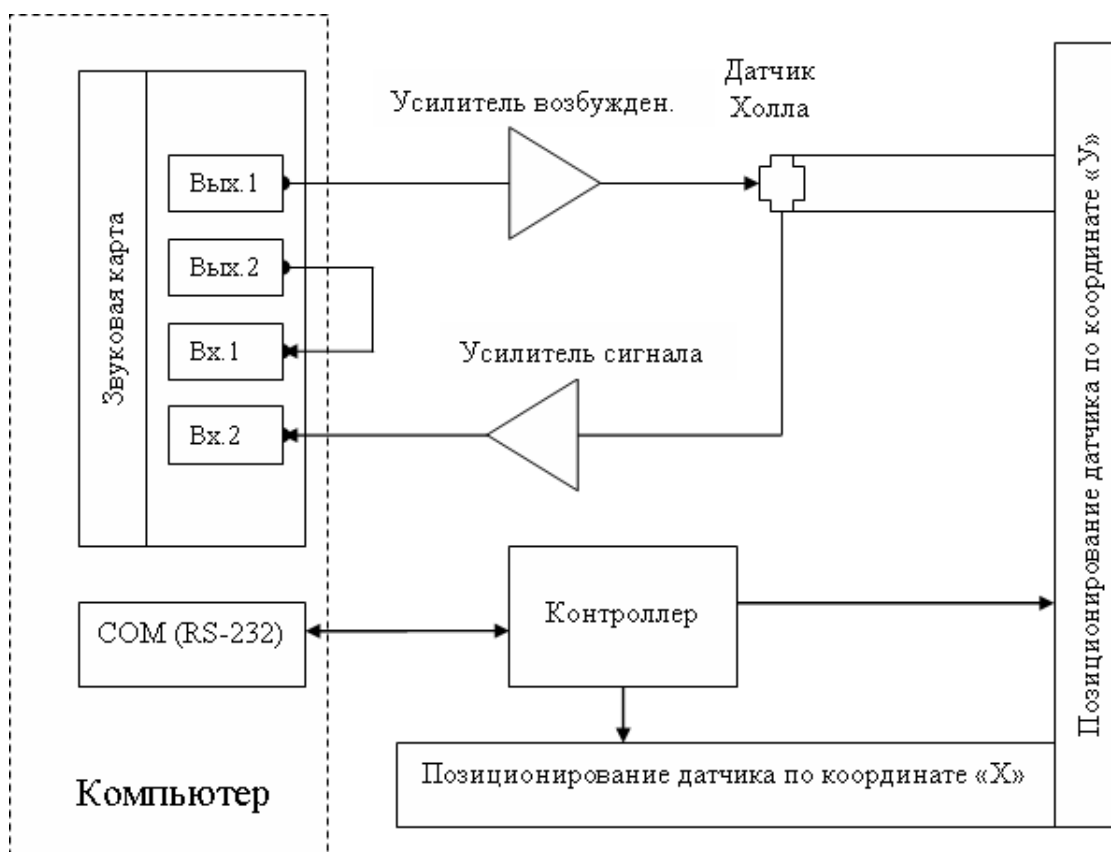 Датчик
Холла
Усилитель возбужден.
Звуковая карта
Вых.1
Вых.2
Вх.1
Вх.2
Усилитель сигнала
Позиционирование датчика по координате «У»
COM (RS-232)
Контроллер
Позиционирование датчика по координате «Х»
Компьютер